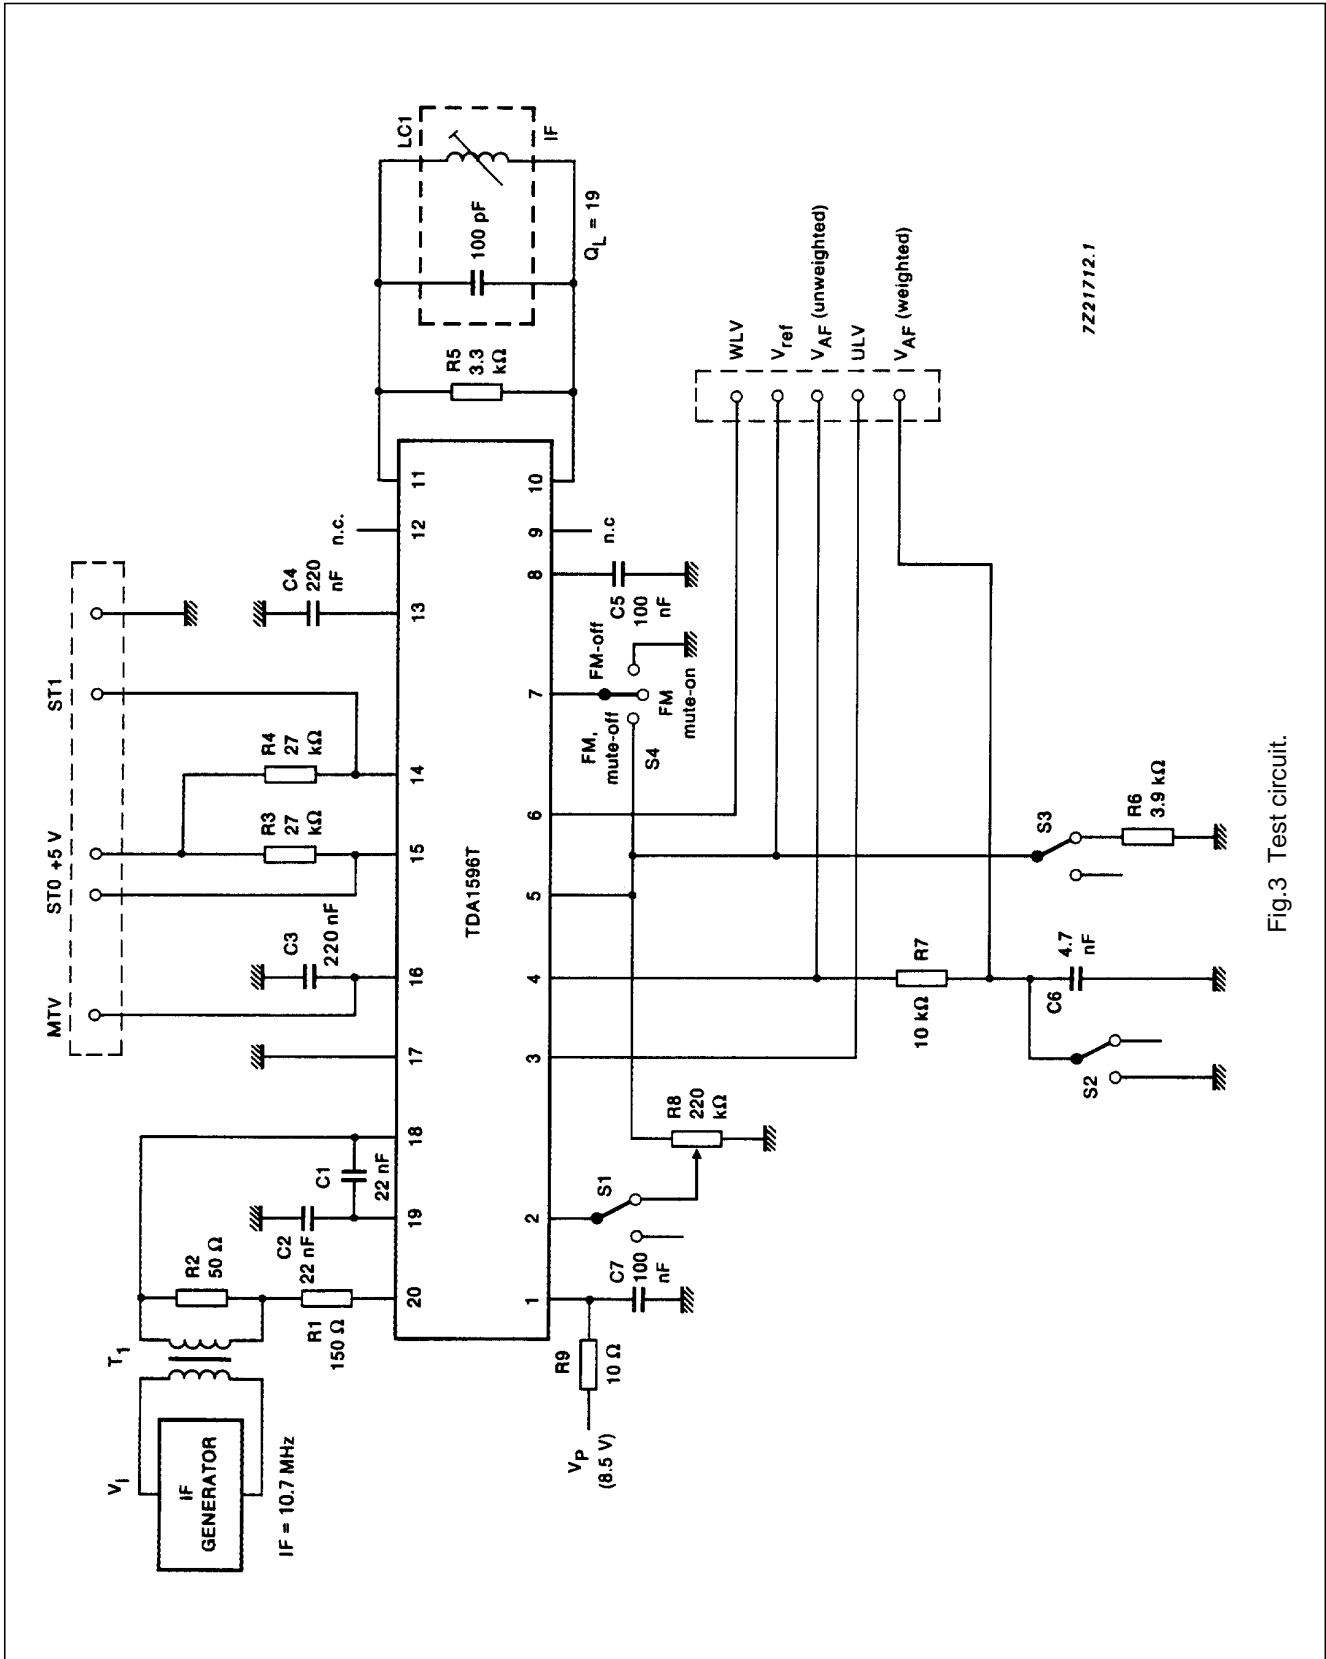 V_I
IF
GENERATOR
IF = 10.7 MHz
T_1
R2
50 Ω
R1
150 Ω
C2
22 nF
C1
22 nF
MTV
ST0 +5 V
ST1
C3
220 nF
R3
27
kΩ
R4
27
kΩ
C4
220
nF
n.c.
LC1
IF
100 pF
Q_L = 19
R5
3.3
kΩ
20
19
18
17
16
15
14
13
12
11
TDA1596T
1
2
3
4
5
6
7
8
9
10
V_P
(8.5 V)
R9
10 Ω
C7
100
nF
S1
R8
220
kΩ
FM,
mute-off
S4
FM-off
FM
mute-on
C5
100
nF
n.c
R7
10 kΩ
S2
C6
4.7
nF
S3
R6
3.9 kΩ
WLV
V_ref
V_AF (unweighted)
ULV
V_AF (weighted)
7Z21712.1
Fig.3 Test circuit.